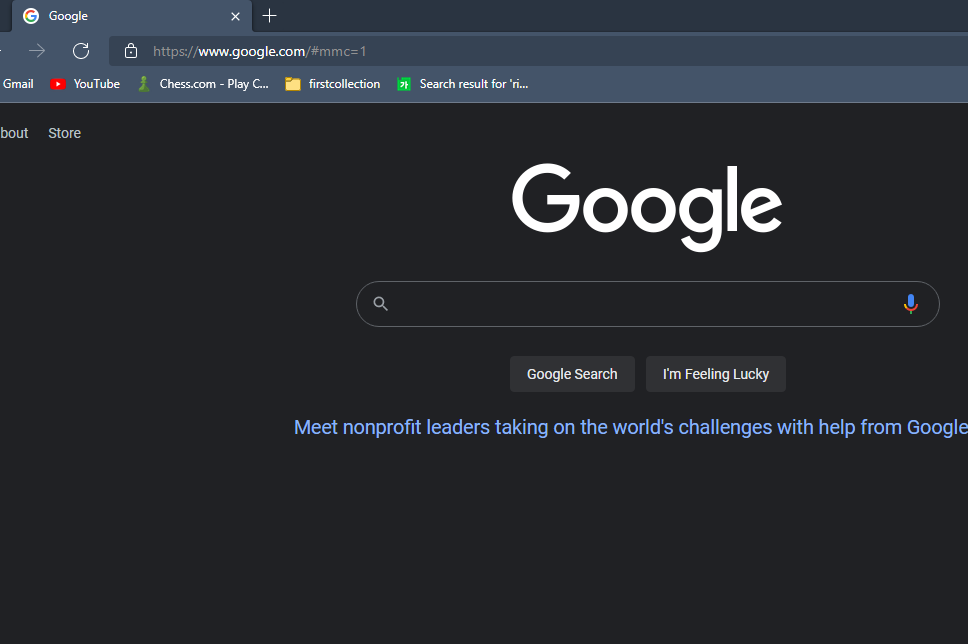 Google
https://www.google.com/#mmc=1
Gmail YouTube Chess.com - Play C... firstcollection 가 Search result for 'ri...
bout Store
Google
Google Search I'm Feeling Lucky
Meet nonprofit leaders taking on the world's challenges with help from Google